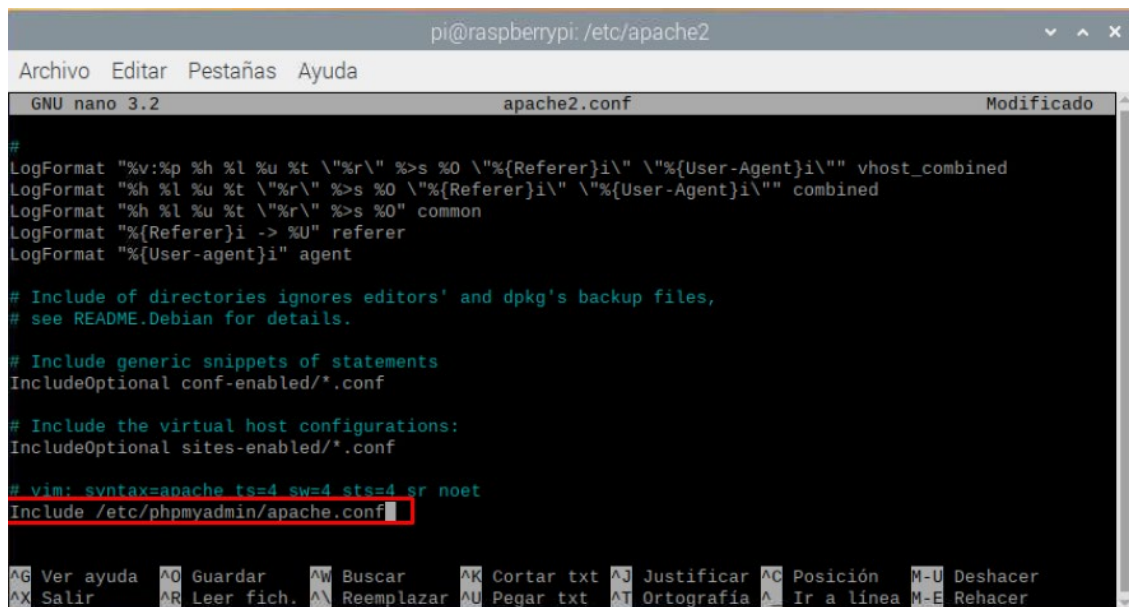 pi@raspberrypi: /etc/apache2
Archivo Editar Pestañas Ayuda
GNU nano 3.2 apache2.conf Modificado
#
LogFormat "%v:%p %h %l %u %t \"%r\" %>s %O \"%{Referer}i\" \"%{User-Agent}i\"" vhost_combined
LogFormat "%h %l %u %t \"%r\" %>s %O \"%{Referer}i\" \"%{User-Agent}i\"" combined
LogFormat "%h %l %u %t \"%r\" %>s %O" common
LogFormat "%{Referer}i -> %U" referer
LogFormat "%{User-agent}i" agent
# Include of directories ignores editors' and dpkg's backup files,
# see README.Debian for details.
# Include generic snippets of statements
IncludeOptional conf-enabled/*.conf
# Include the virtual host configurations:
IncludeOptional sites-enabled/*.conf
# vim: syntax=apache ts=4 sw=4 sts=4 sr noet
Include /etc/phpmyadmin/apache.conf
^G Ver ayuda ^O Guardar ^W Buscar ^K Cortar txt ^J Justificar ^C Posición M-U Deshacer
^X Salir ^R Leer fich. ^\ Reemplazar ^U Pegar txt ^T Ortografía ^_ Ir a línea M-E Rehacer